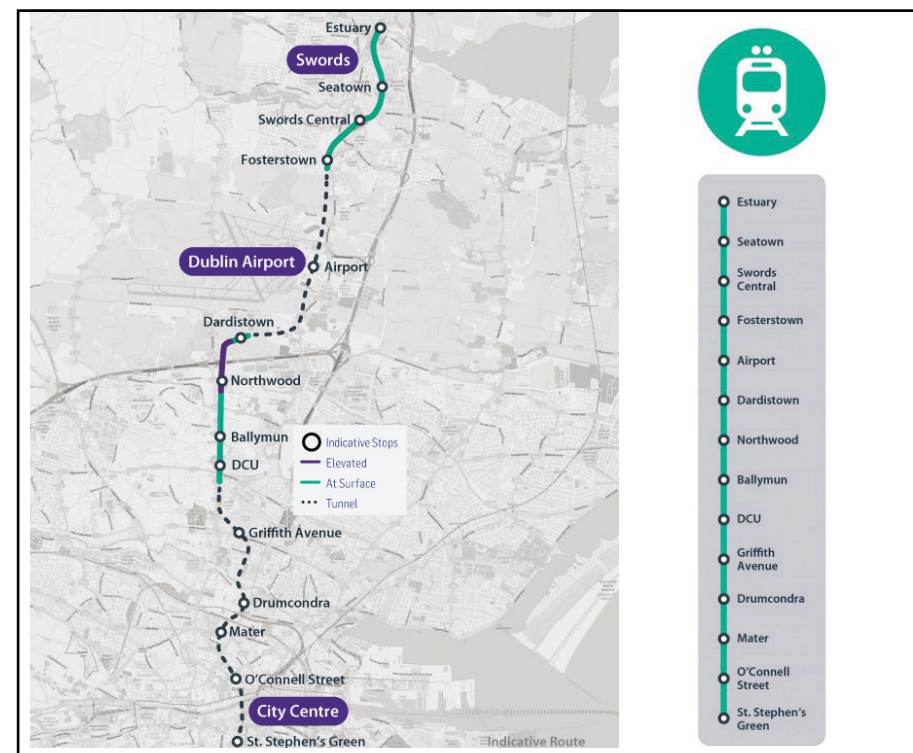 Estuary
Swords
Seatown
Swords Central
Fosterstown
Dublin Airport
Airport
Dardistown
Northwood
Ballymun
DCU
Indicative Stops
Elevated
At Surface
Tunnel
Griffith Avenue
Drumcondra
Mater
O'Connell Street
City Centre
St. Stephen's Green
Indicative Route
Estuary
Seatown
Swords
Central
Fosterstown
Airport
Dardistown
Northwood
Ballymun
DCU
Griffith
Avenue
Drumcondra
Mater
O'Connell
Street
St. Stephen's
Green